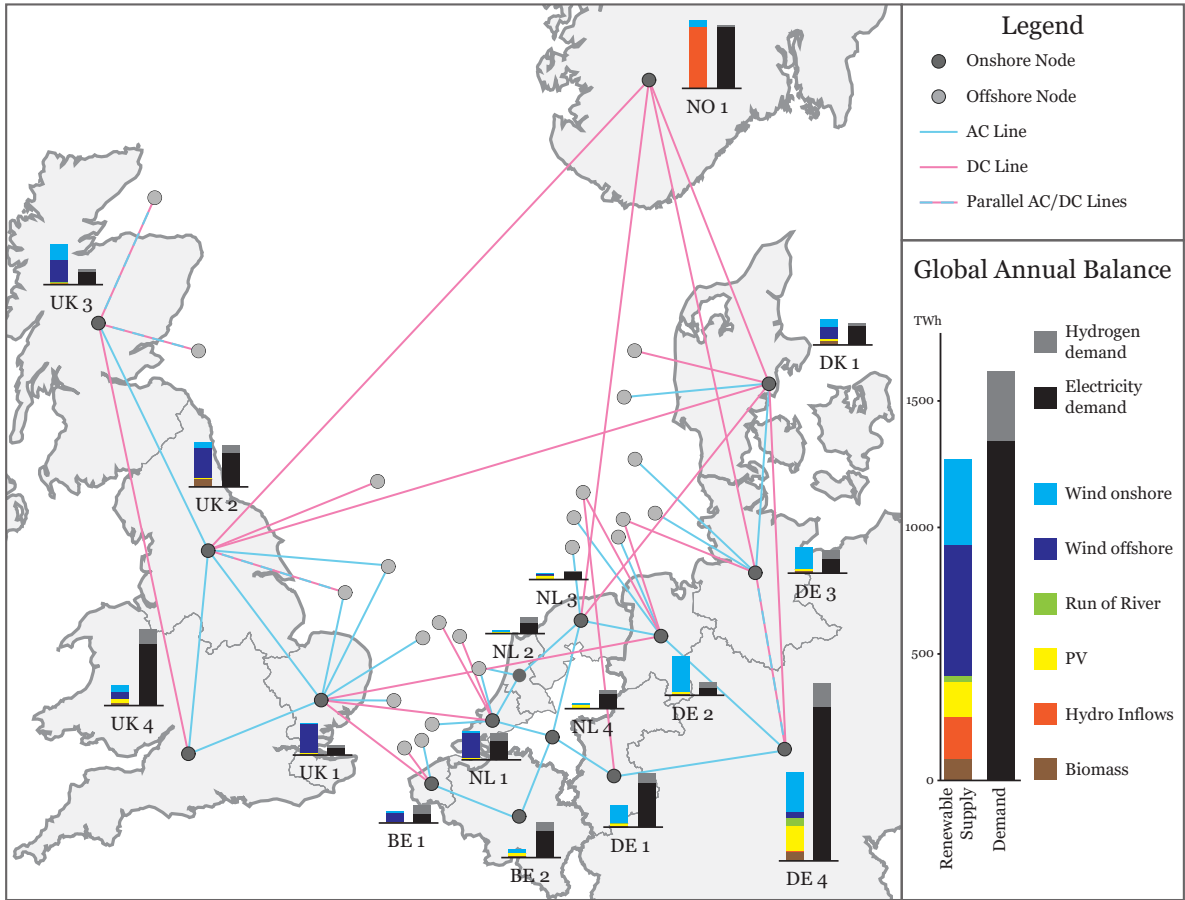 NO 1
UK 3
DK 1
UK 2
DE 3
NL 3
NL 2
UK 4
DE 2
NL 4
UK 1
NL 1
BE 1
DE 1
BE 2
DE 4
Legend
Onshore Node
Offshore Node
AC Line
DC Line
Parallel AC/DC Lines
Global Annual Balance
TWh
1500
1000
500
0
Renewable
Supply
Demand
Hydrogen
demand
Electricity
demand
Wind onshore
Wind offshore
Run of River
PV
Hydro Inflows
Biomass